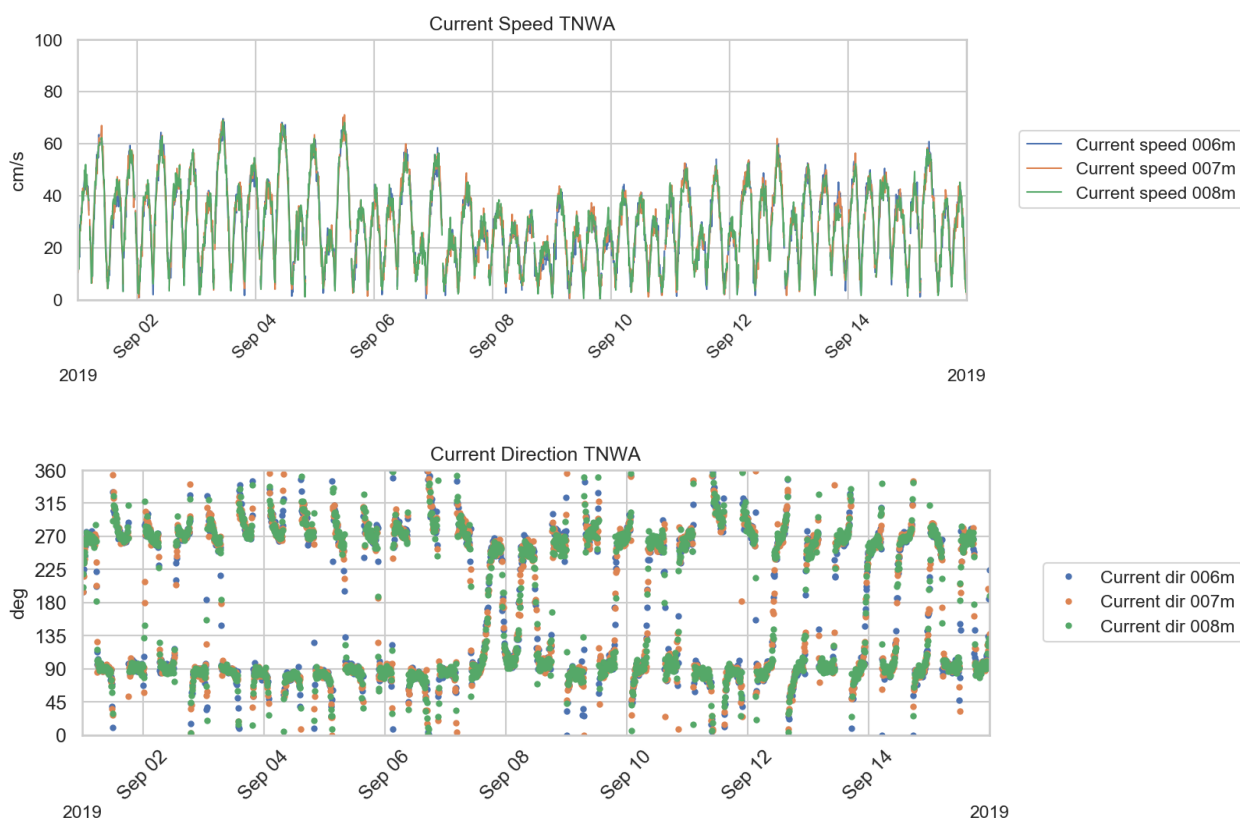 Current Speed TNWA
100
80
60
40
20
0
cm/s
Sep 02
Sep 04
Sep 06
Sep 08
Sep 10
Sep 12
Sep 14
2019
2019
Current speed 006m
Current speed 007m
Current speed 008m
Current Direction TNWA
360
315
270
225
180
135
90
45
0
deg
Sep 02
Sep 04
Sep 06
Sep 08
Sep 10
Sep 12
Sep 14
2019
2019
Current dir 006m
Current dir 007m
Current dir 008m